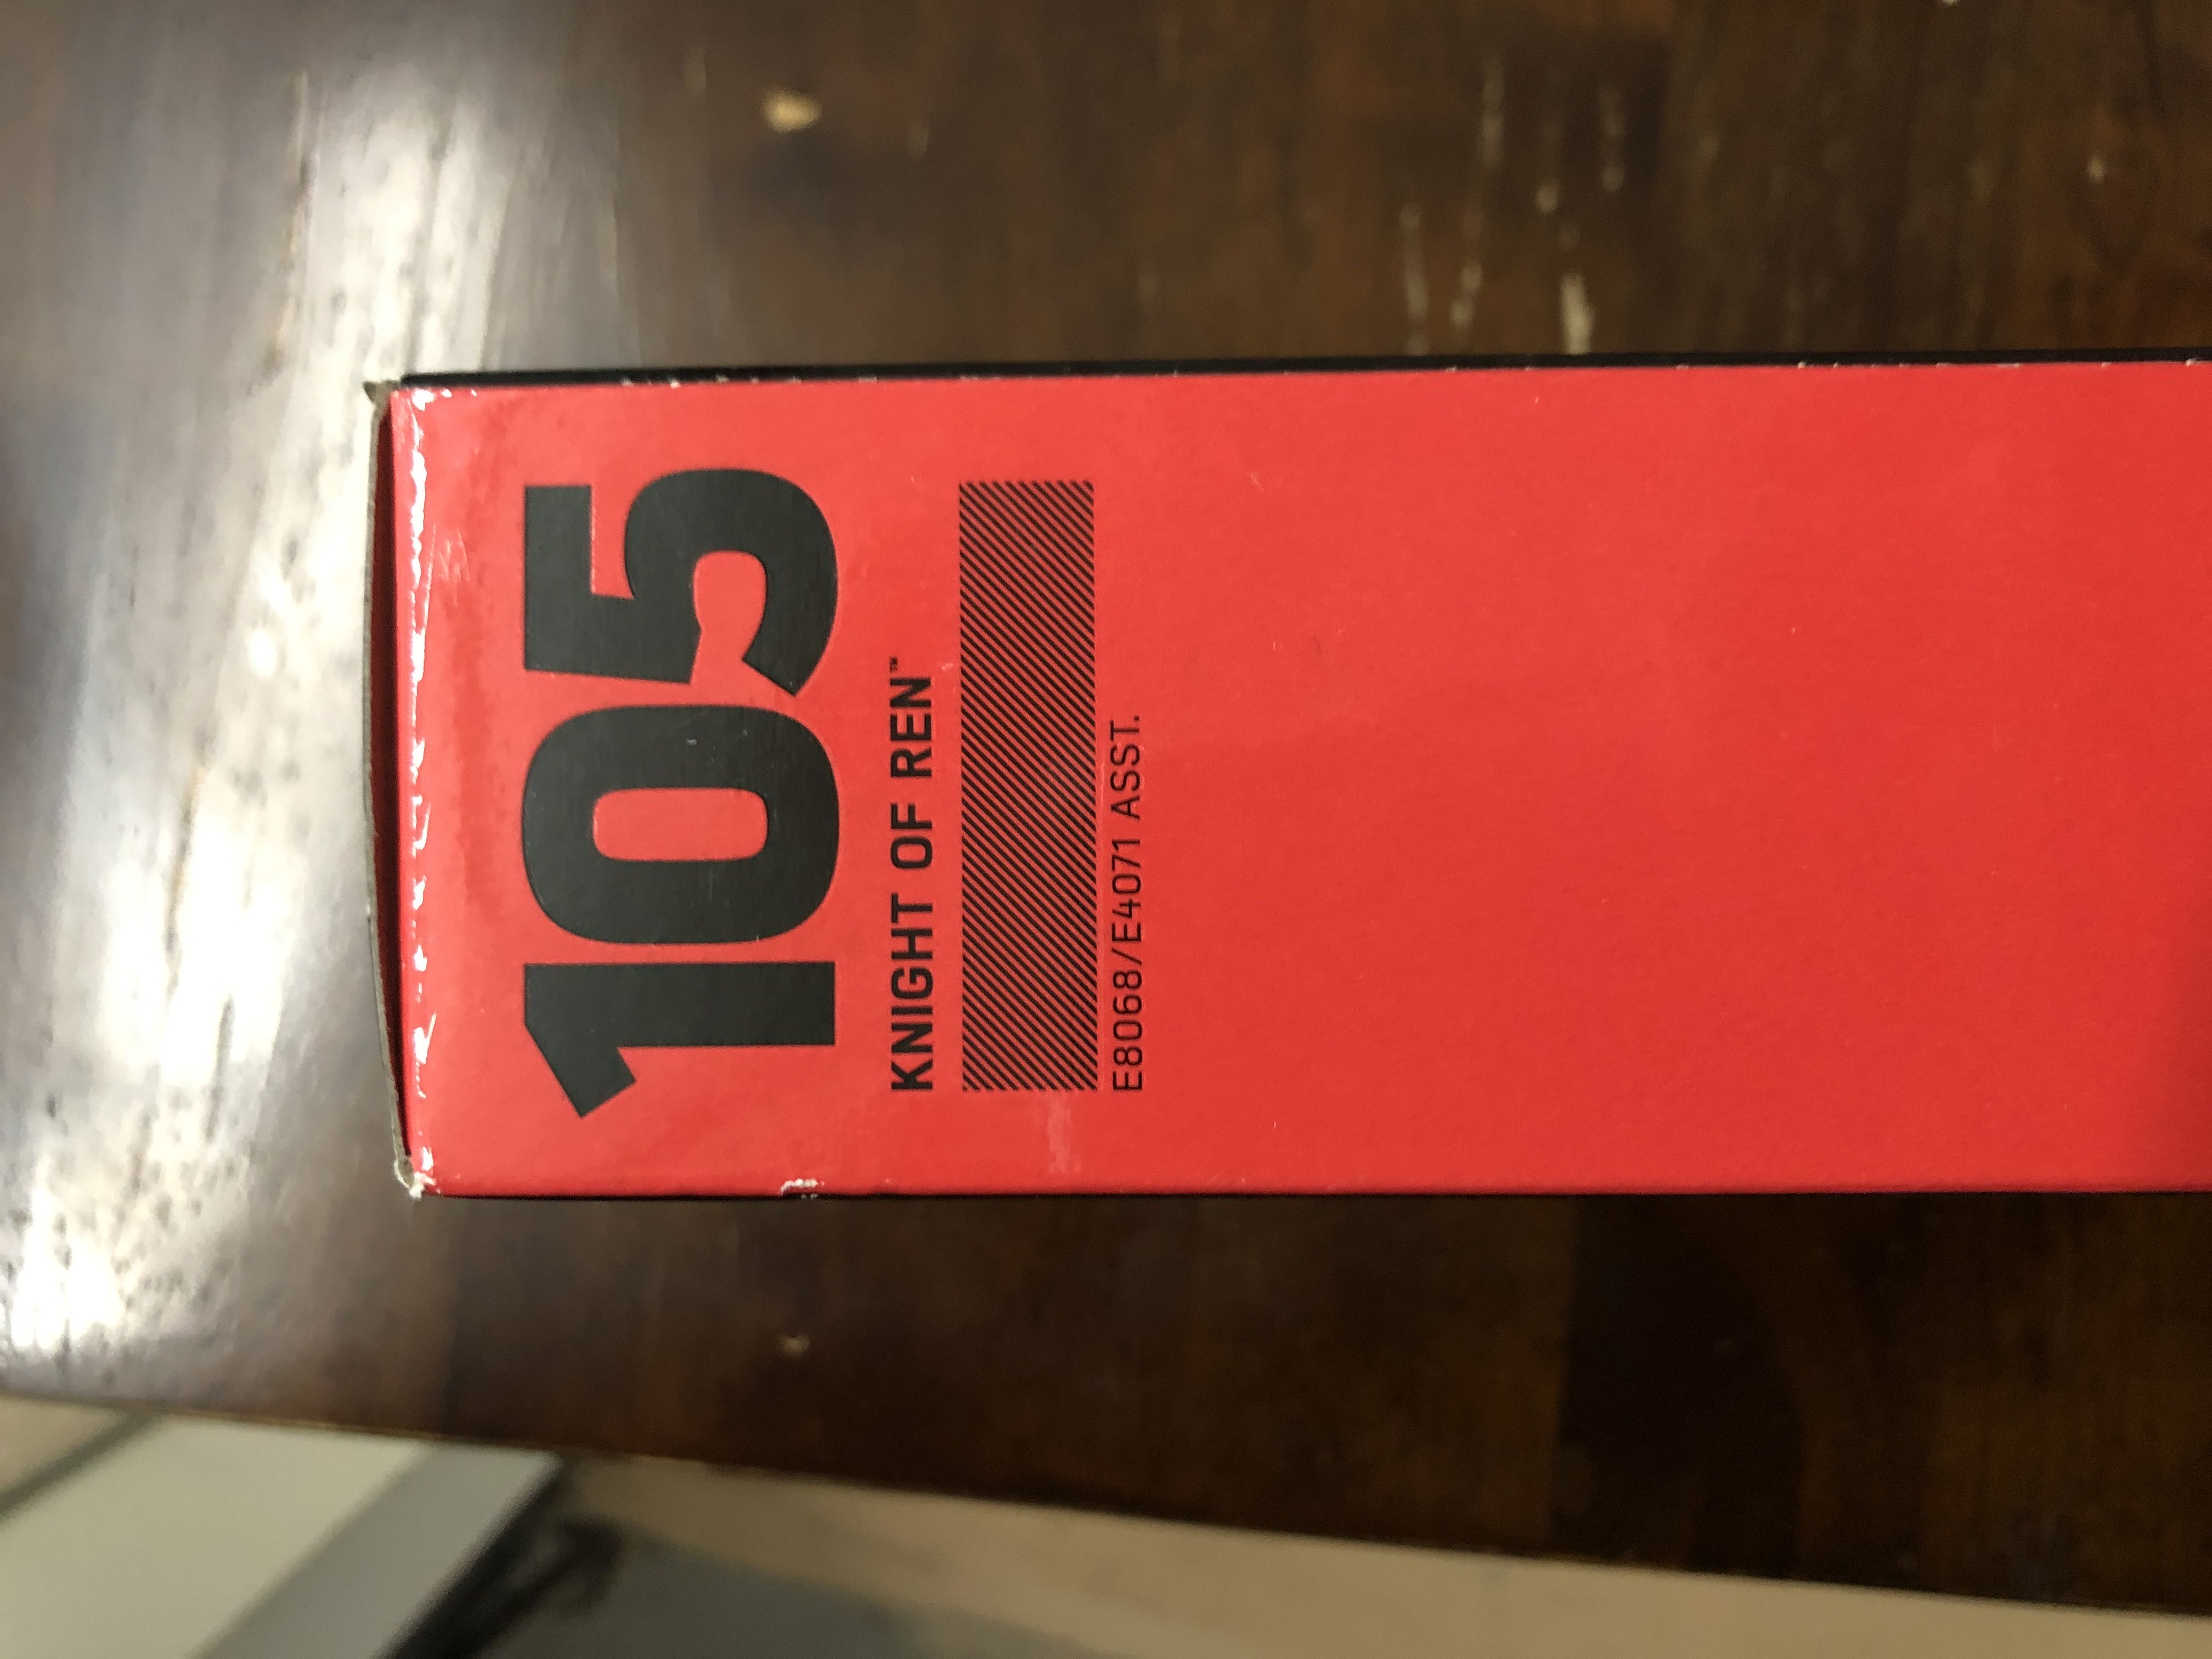 105
KNIGHT OF REN™
E8068/E4071 ASST.